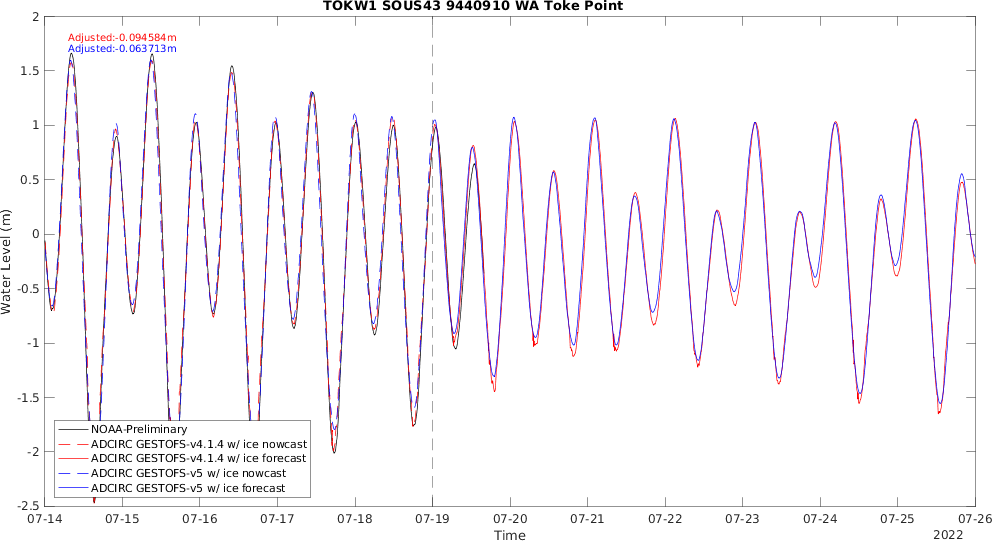 TOKW1 SOUS43 9440910 WA Toke Point
Adjusted:-0.094584m
Adjusted:-0.063713m
2
1.5
1
0.5
0
-0.5
-1
-1.5
-2
-2.5
Water Level (m)
NOAA-Preliminary
ADCIRC GESTOFS-v4.1.4 w/ ice nowcast
ADCIRC GESTOFS-v4.1.4 w/ ice forecast
ADCIRC GESTOFS-v5 w/ ice nowcast
ADCIRC GESTOFS-v5 w/ ice forecast
07-14 07-15 07-16 07-17 07-18 07-19 07-20 07-21 07-22 07-23 07-24 07-25 07-26
Time
2022